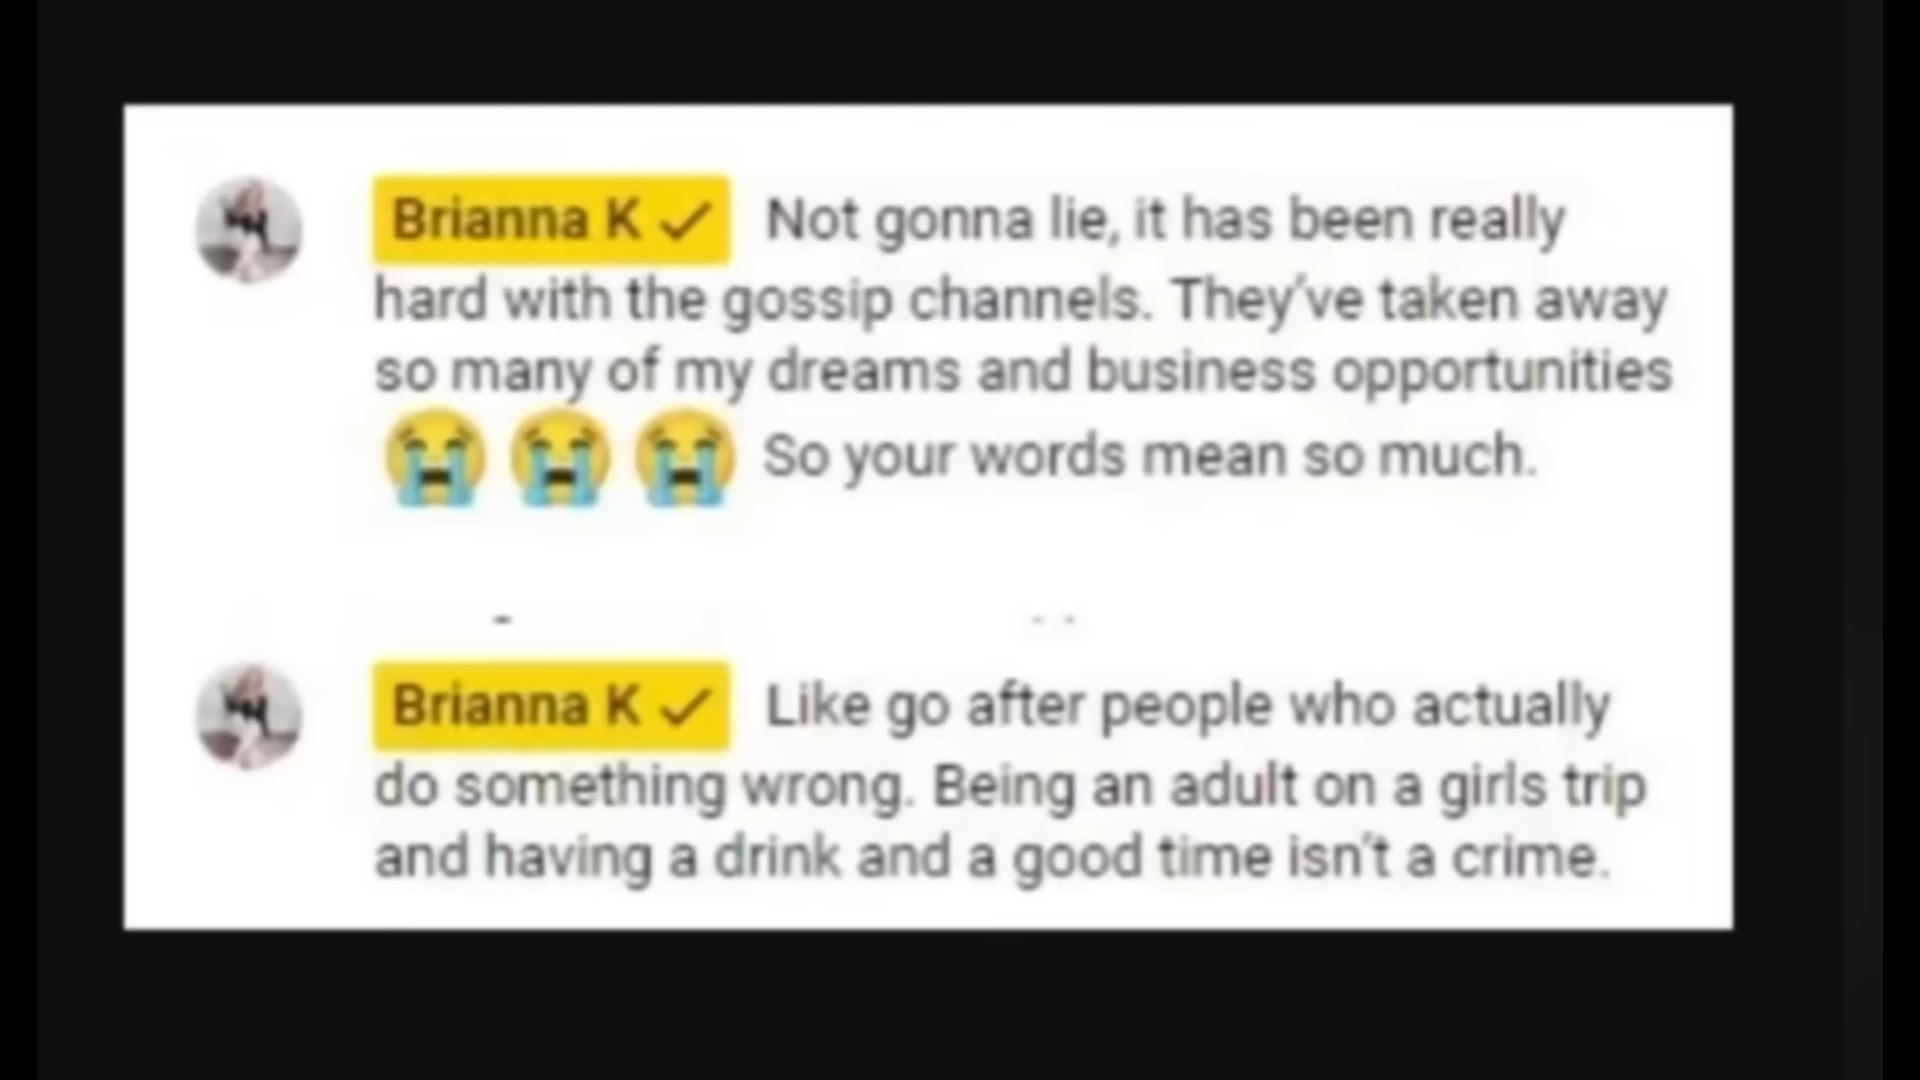 Brianna K ✓ Not gonna lie, it has been really
hard with the gossip channels. They've taken away
so many of my dreams and business opportunities
😭 😭 😭 So your words mean so much.
Brianna K ✓ Like go after people who actually
do something wrong. Being an adult on a girls trip
and having a drink and a good time isn't a crime.